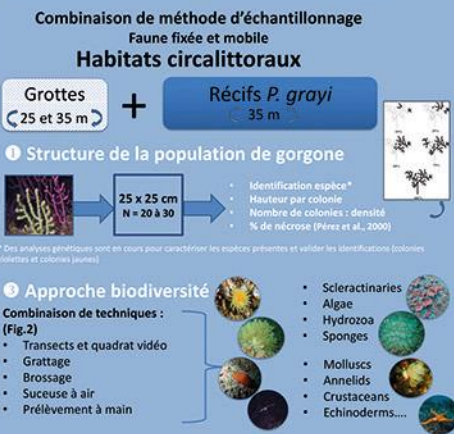 Combinaison de méthode d'échantillonnage
Faune fixée et mobile
Habitats circalittoraux
Grottes
25 et 35 m
+
Récifs P. grayi
35 m
❶ Structure de la population de gorgone
25 x 25 cm
N = 20 à 30
• Identification espèce*
• Hauteur par colonie
• Nombre de colonies : densité
• % de nécrose (Pérez et al., 2000)
* Des analyses génétiques sont en cours pour caractériser les espèces présentes et valider les identifications (colonies
violettes et colonies jaunes)
❸ Approche biodiversité
Combinaison de techniques :
(Fig.2)
• Transects et quadrat vidéo
• Grattage
• Brossage
• Suceuse à air
• Prélèvement à main
• Scleractinaries
• Algae
• Hydrozoa
• Sponges
• Molluscs
• Annelids
• Crustaceans
• Echinoderms....